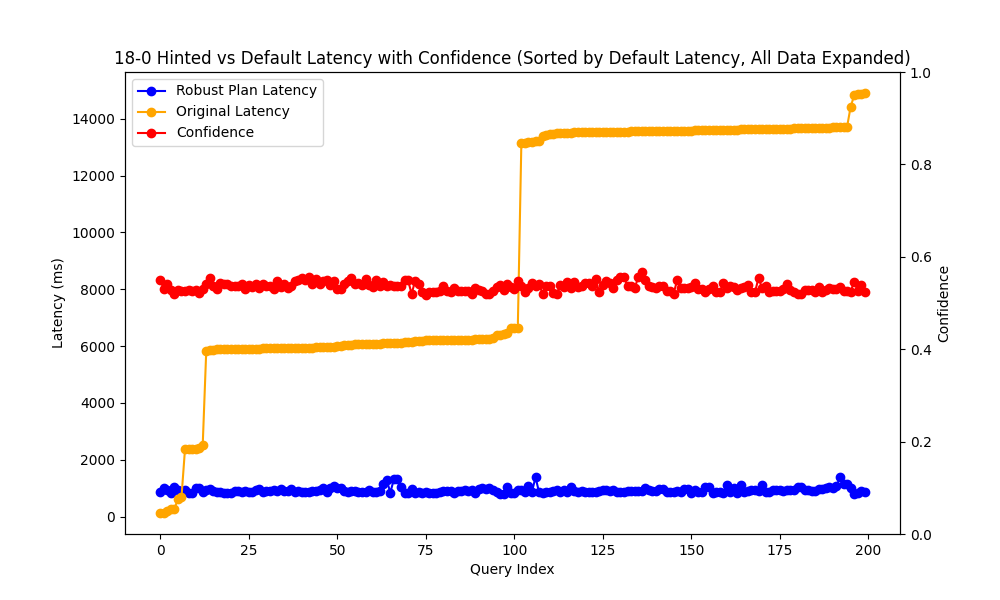 18-0 Hinted vs Default Latency with Confidence (Sorted by Default Latency, All Data Expanded)
Robust Plan Latency
Original Latency
Confidence
Latency (ms)
14000
12000
10000
8000
6000
4000
2000
0
1.0
0.8
0.6
0.4
0.2
0.0
Confidence
0 25 50 75 100 125 150 175 200
Query Index